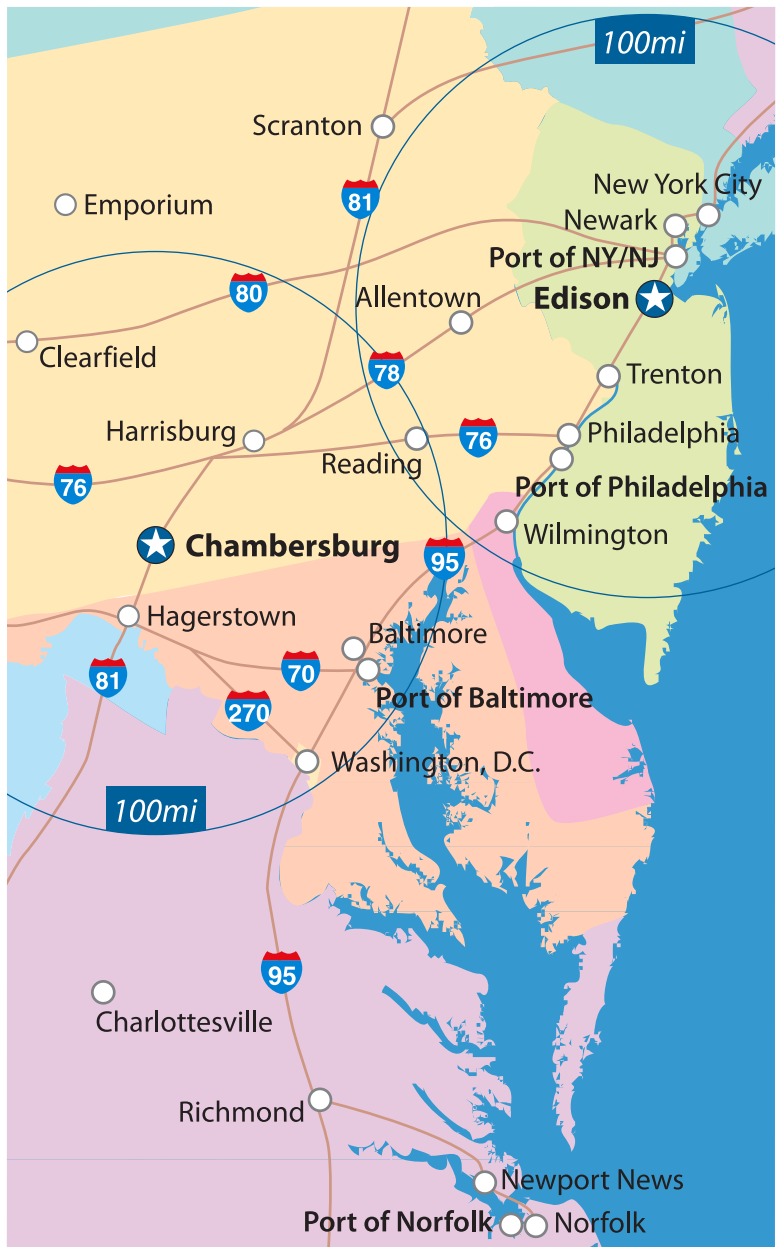 100mi
Scranton
81
New York City
Emporium
Newark
Port of NY/NJ
80
Allentown
Edison
Clearfield
78
Trenton
Harrisburg
76
Philadelphia
Reading
76
Port of Philadelphia
Wilmington
Chambersburg
95
Hagerstown
Baltimore
70
81
Port of Baltimore
270
Washington, D.C.
100mi
95
Charlottesville
Richmond
Newport News
Port of Norfolk
Norfolk